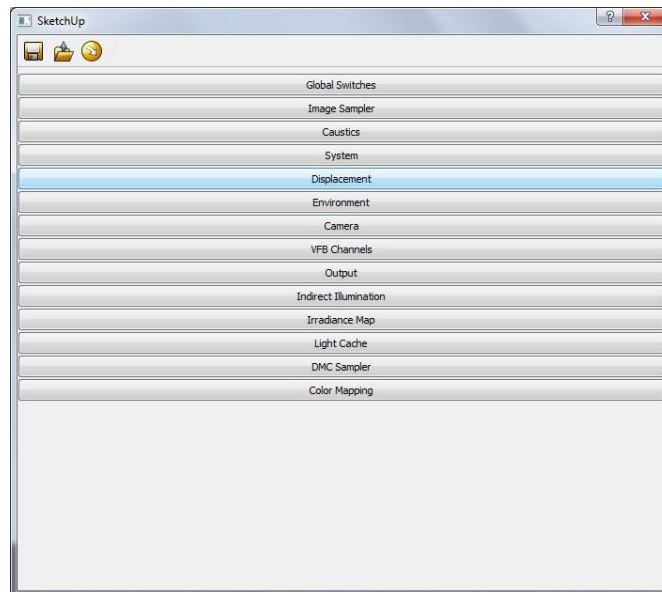 SketchUp
Global Switches
Image Sampler
Caustics
System
Displacement
Environment
Camera
VFB Channels
Output
Indirect Illumination
Irradiance Map
Light Cache
DMC Sampler
Color Mapping